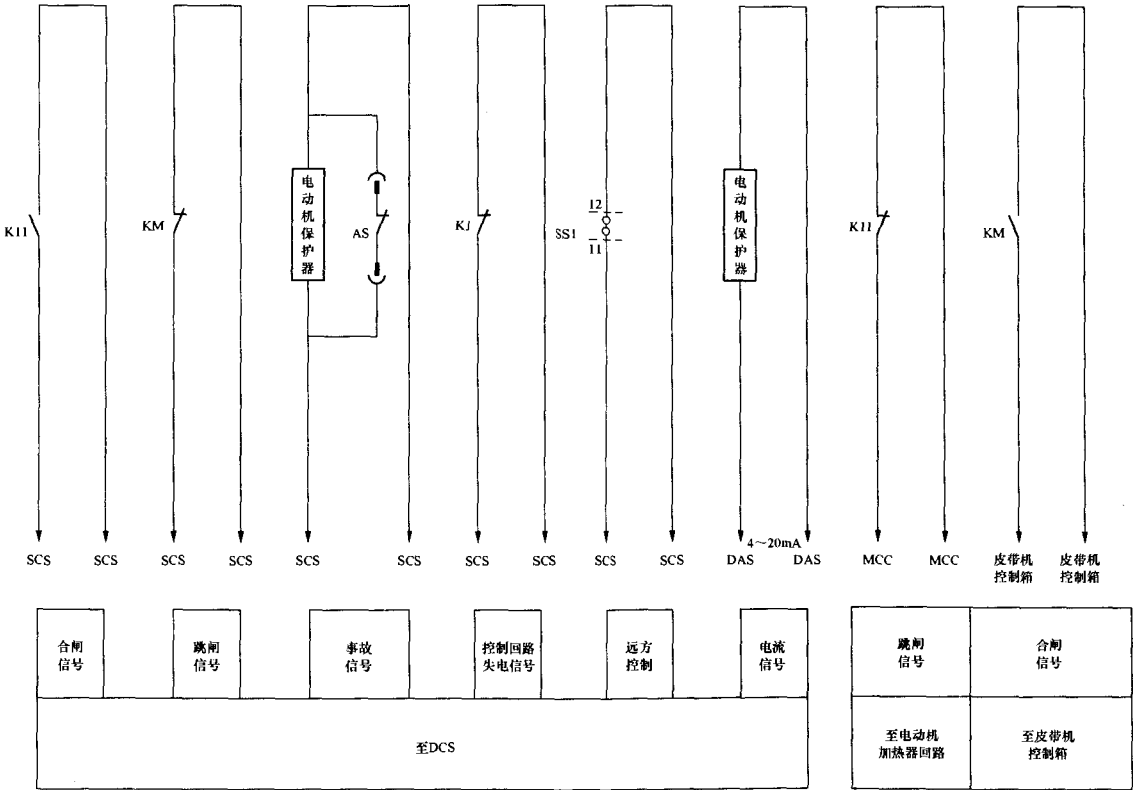 K11
KM
电动机保护器
AS
KJ
SS1
12
11
电动机保护器
K11
KM
SCS
SCS
SCS
SCS
SCS
SCS
SCS
SCS
SCS
SCS
4～20mA
DAS
DAS
MCC
MCC
皮带机
控制箱
皮带机
控制箱
合闸
信号
跳闸
信号
事故
信号
控制回路
失电信号
远方
控制
电流
信号
跳闸
信号
合闸
信号
至DCS
至电动机
加热器回路
至皮带机
控制箱